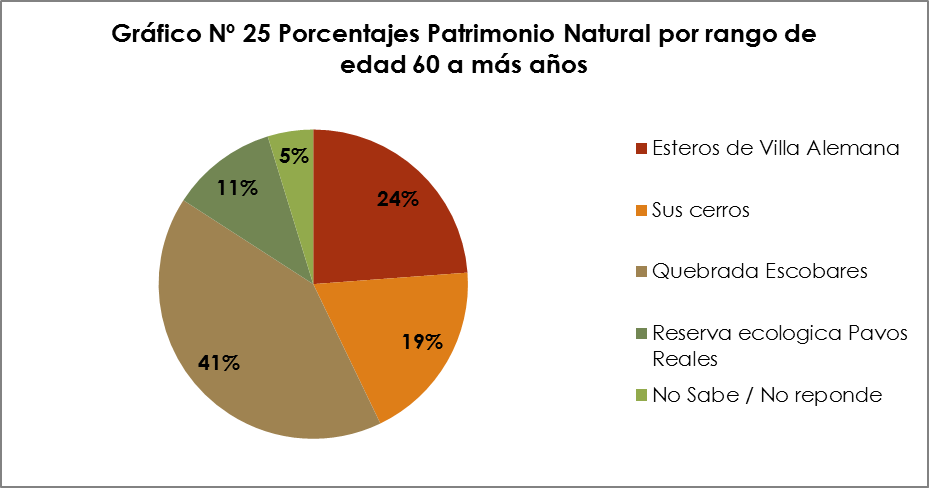 Gráfico Nº 25 Porcentajes Patrimonio Natural por rango de
edad 60 a más años
5%
24%
11%
19%
41%
Esteros de Villa Alemana
Sus cerros
Quebrada Escobares
Reserva ecologica Pavos
Reales
No Sabe / No reponde